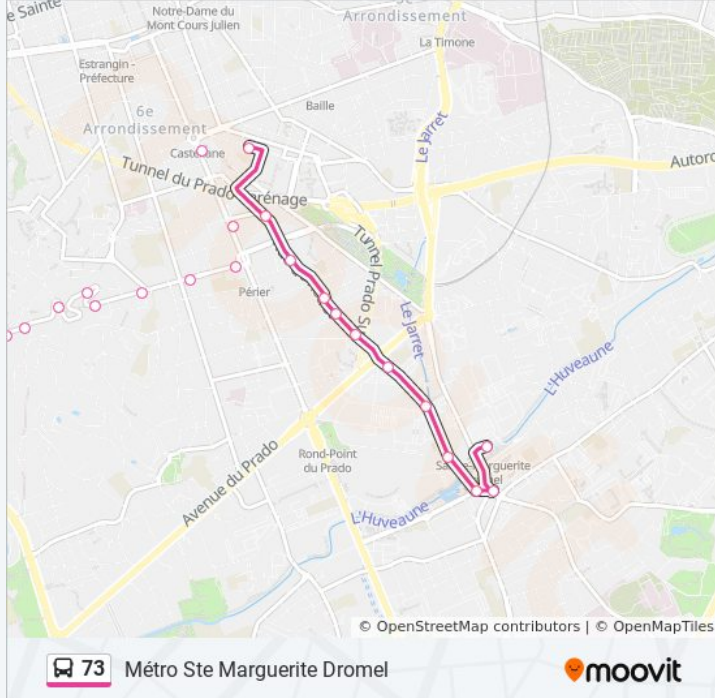 e Sainte
Notre-Dame du
Mont Cours Julien
Arrondissement
La Timone
Estrangin -
Préfecture
Baille
6e
Arrondissement
Le Jarret
Tunnel du Prado
Périer
Tunnel Prado
Le Jarret
L'Huveaune
Avenue du Prado
Rond-Point
du Prado
L'Huveaune
© OpenStreetMap contributors | © OpenMapTiles
73 Métro Ste Marguerite Dromel
moovit